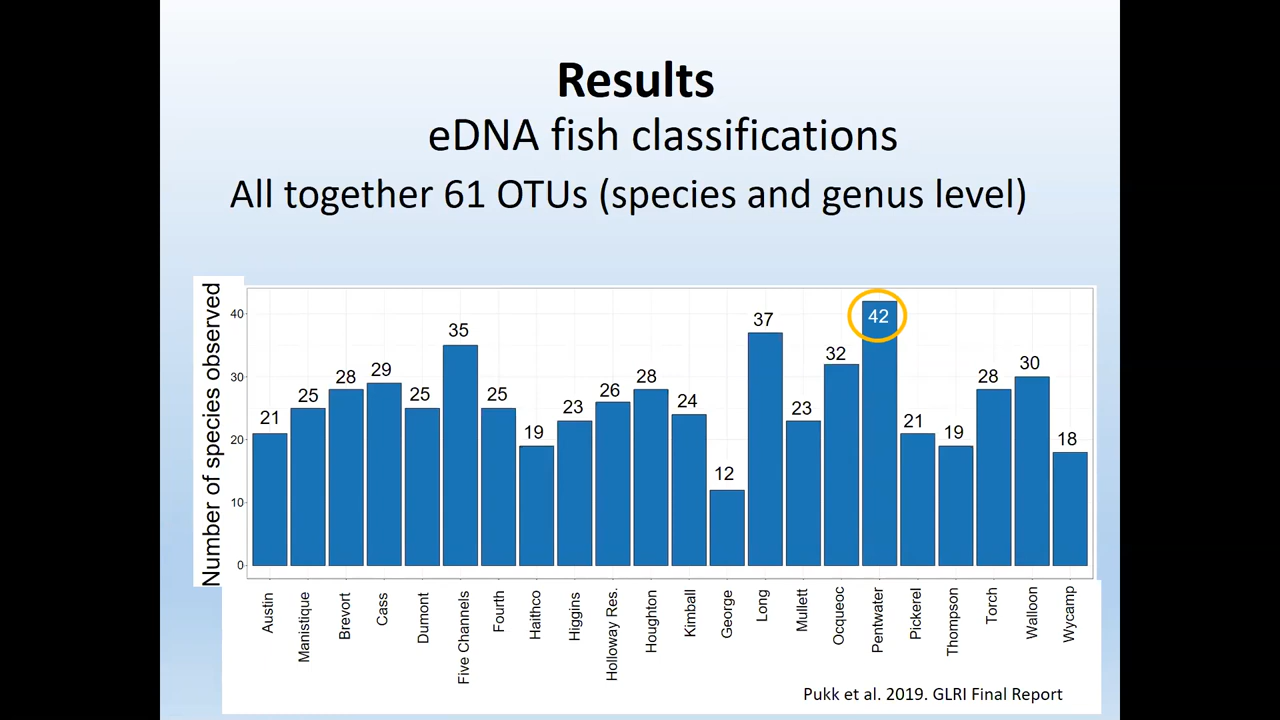 Results
eDNA fish classifications
All together 61 OTUs (species and genus level)
Number of species observed
40
30
20
10
0
21
25
28
29
25
35
25
19
23
26
28
24
12
37
23
32
42
21
19
28
30
18
Austin
Manistique
Brevort
Cass
Dumont
Five Channels
Fourth
Haithco
Higgins
Holloway Res.
Houghton
Kimball
George
Long
Mullett
Ocqueoc
Pentwater
Pickerel
Thompson
Torch
Walloon
Wycamp
Pukk et al. 2019. GLRI Final Report